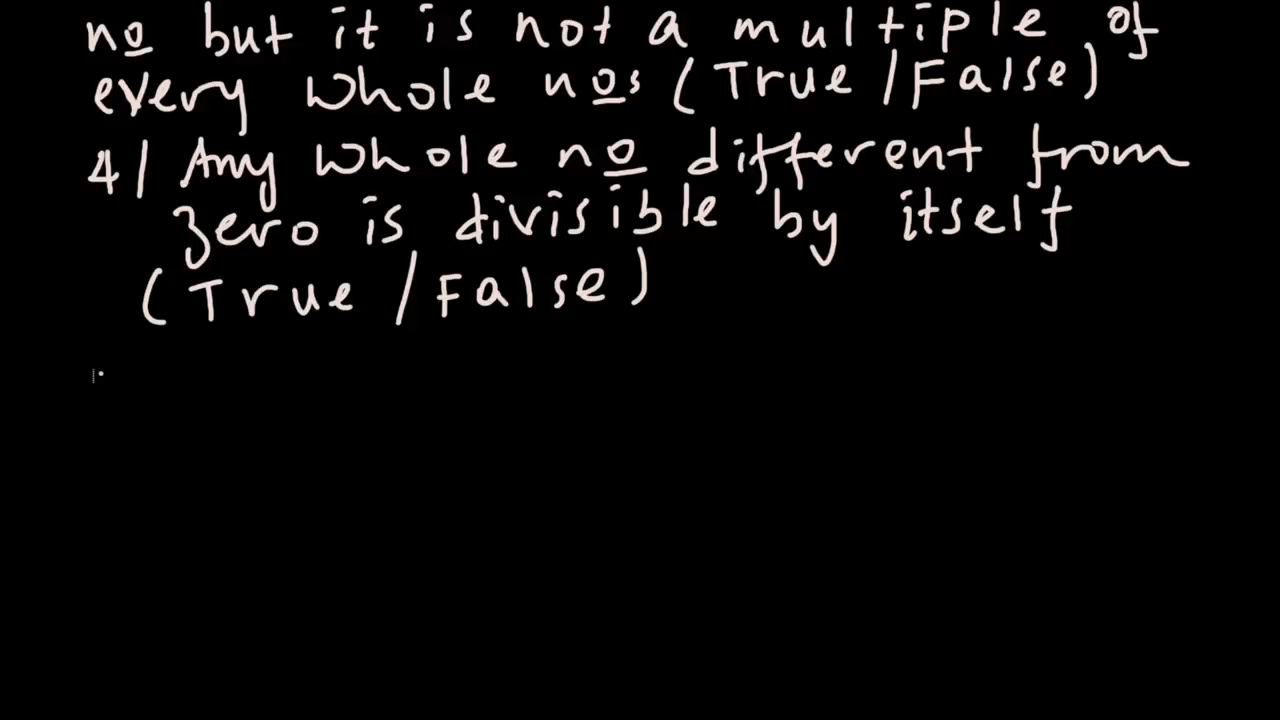 no but it is not a multiple of
every whole nos (True/False)
4/ Any whole no different from
zero is divisible by itself
(True/False)